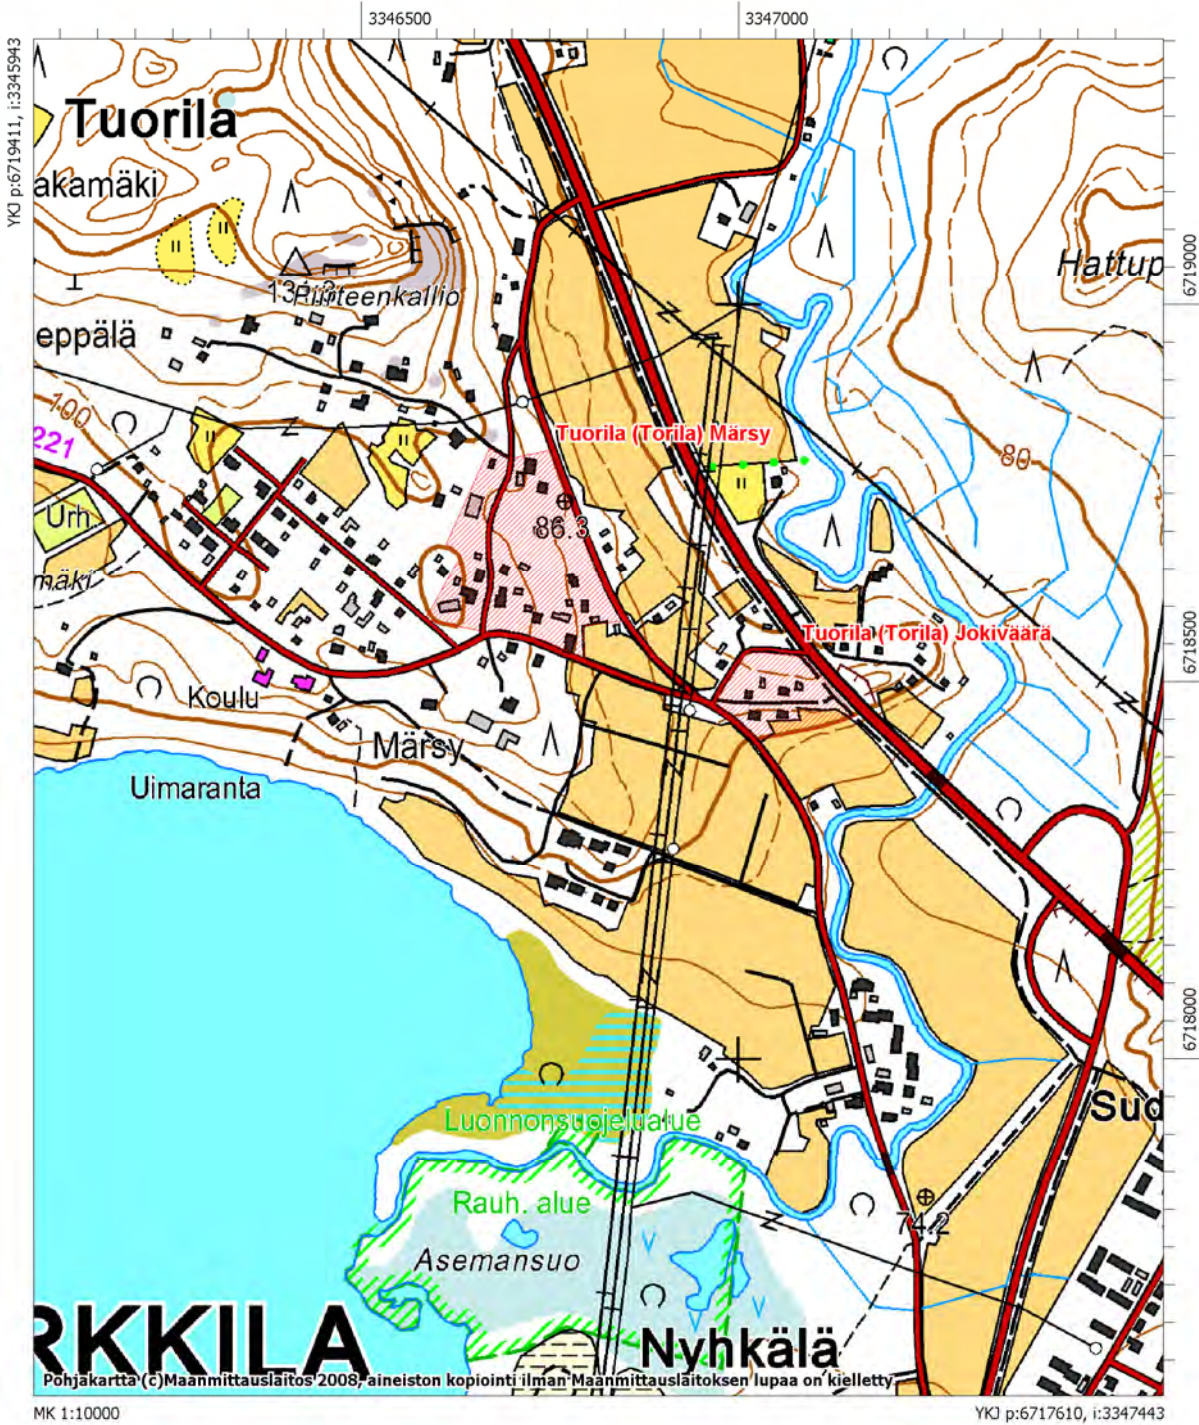 3346500
3347000
YKJ p:6719411, i:3345943
Tuorila
akamäki
Hattup
6719000
Piirteenkallio
eppälä
100
221
Tuorila (Torila) Märsy
80
Urh.
86.3
mäki
Tuorila (Torila) Jokiväärä
6718500
Koulu
Märsy
Uimaranta
6718000
Sud
Luonnonsuojelualue
Rauh. alue
74.2
Asemansuo
RKKILA
Nyhkälä
Pohjakartta (c)Maanmittauslaitos 2008, aineiston kopiointi ilman Maanmittauslaitoksen lupaa on kielletty
MK 1:10000
YKJ p:6717610, i:3347443